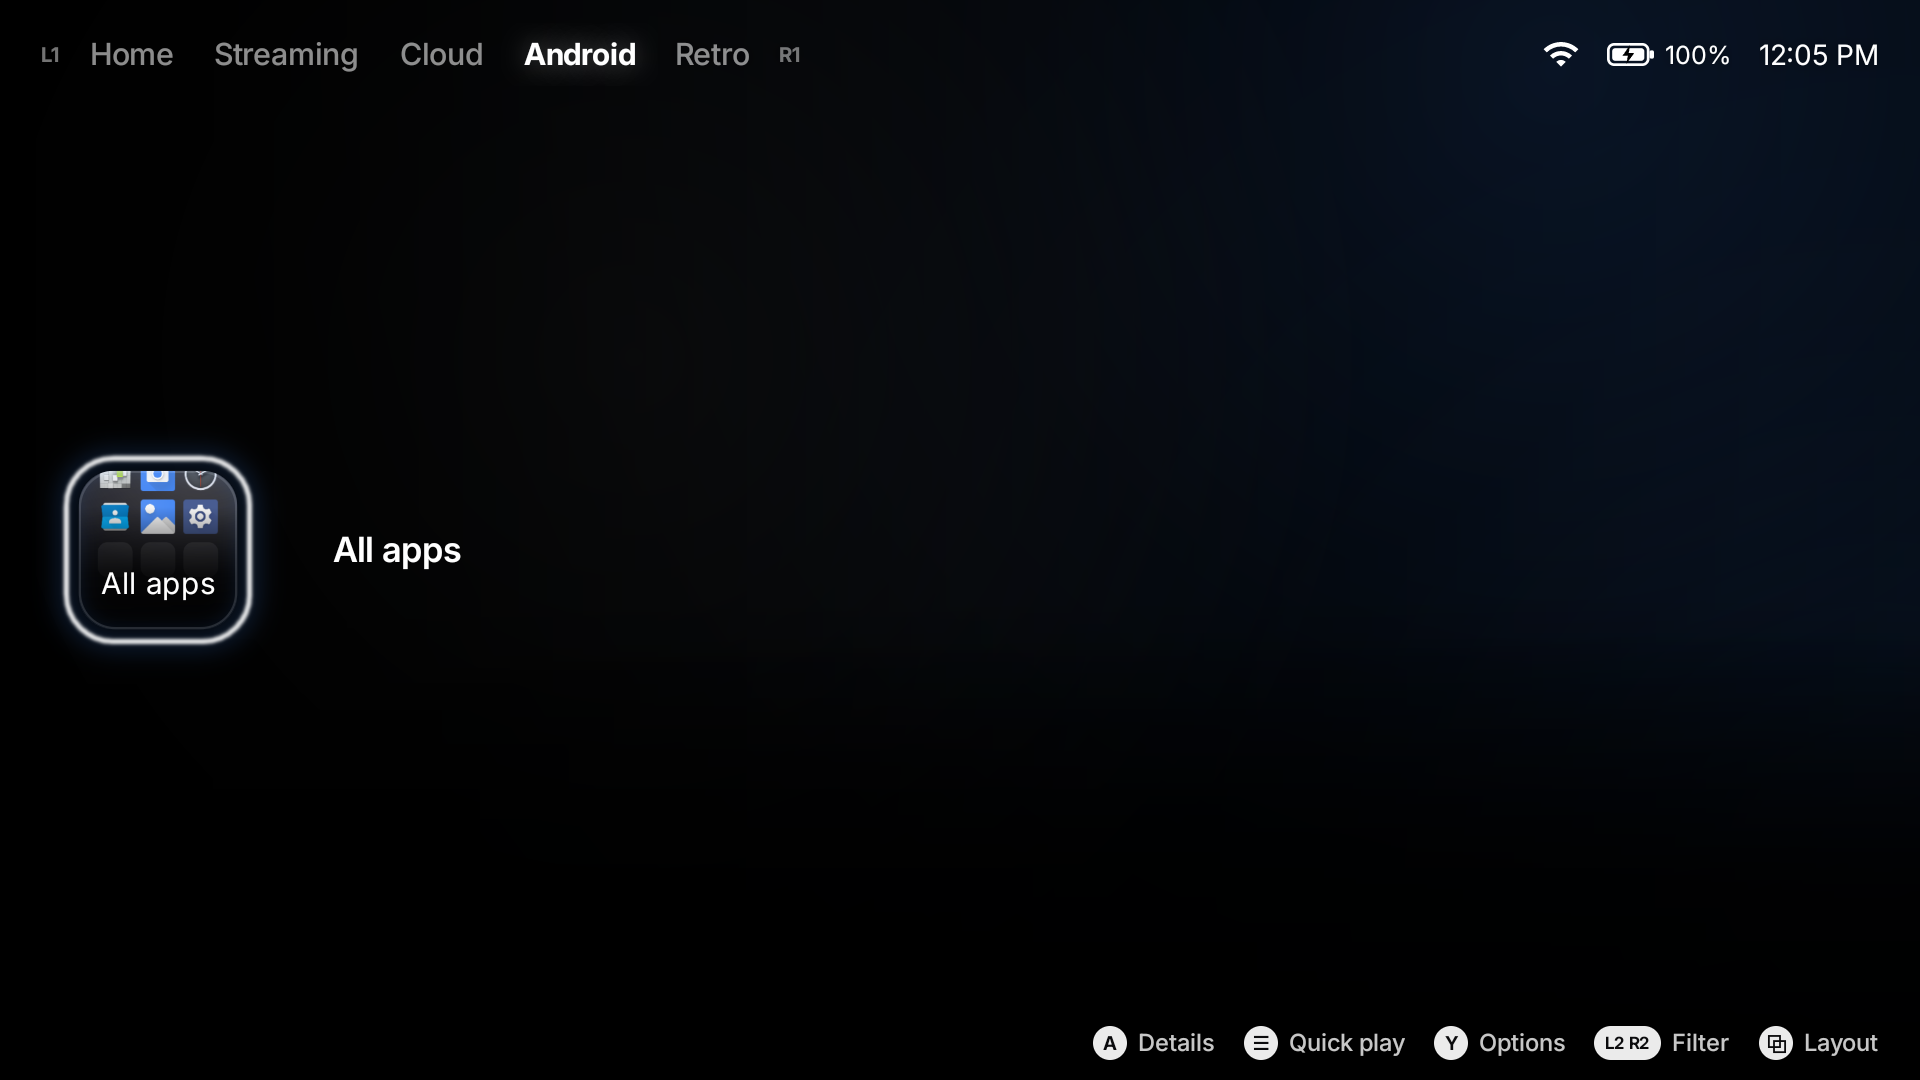 L1 Home Streaming Cloud Android Retro R1 100% 12:05 PM
All apps
All apps
A Details Quick play Y Options L2 R2 Filter Layout